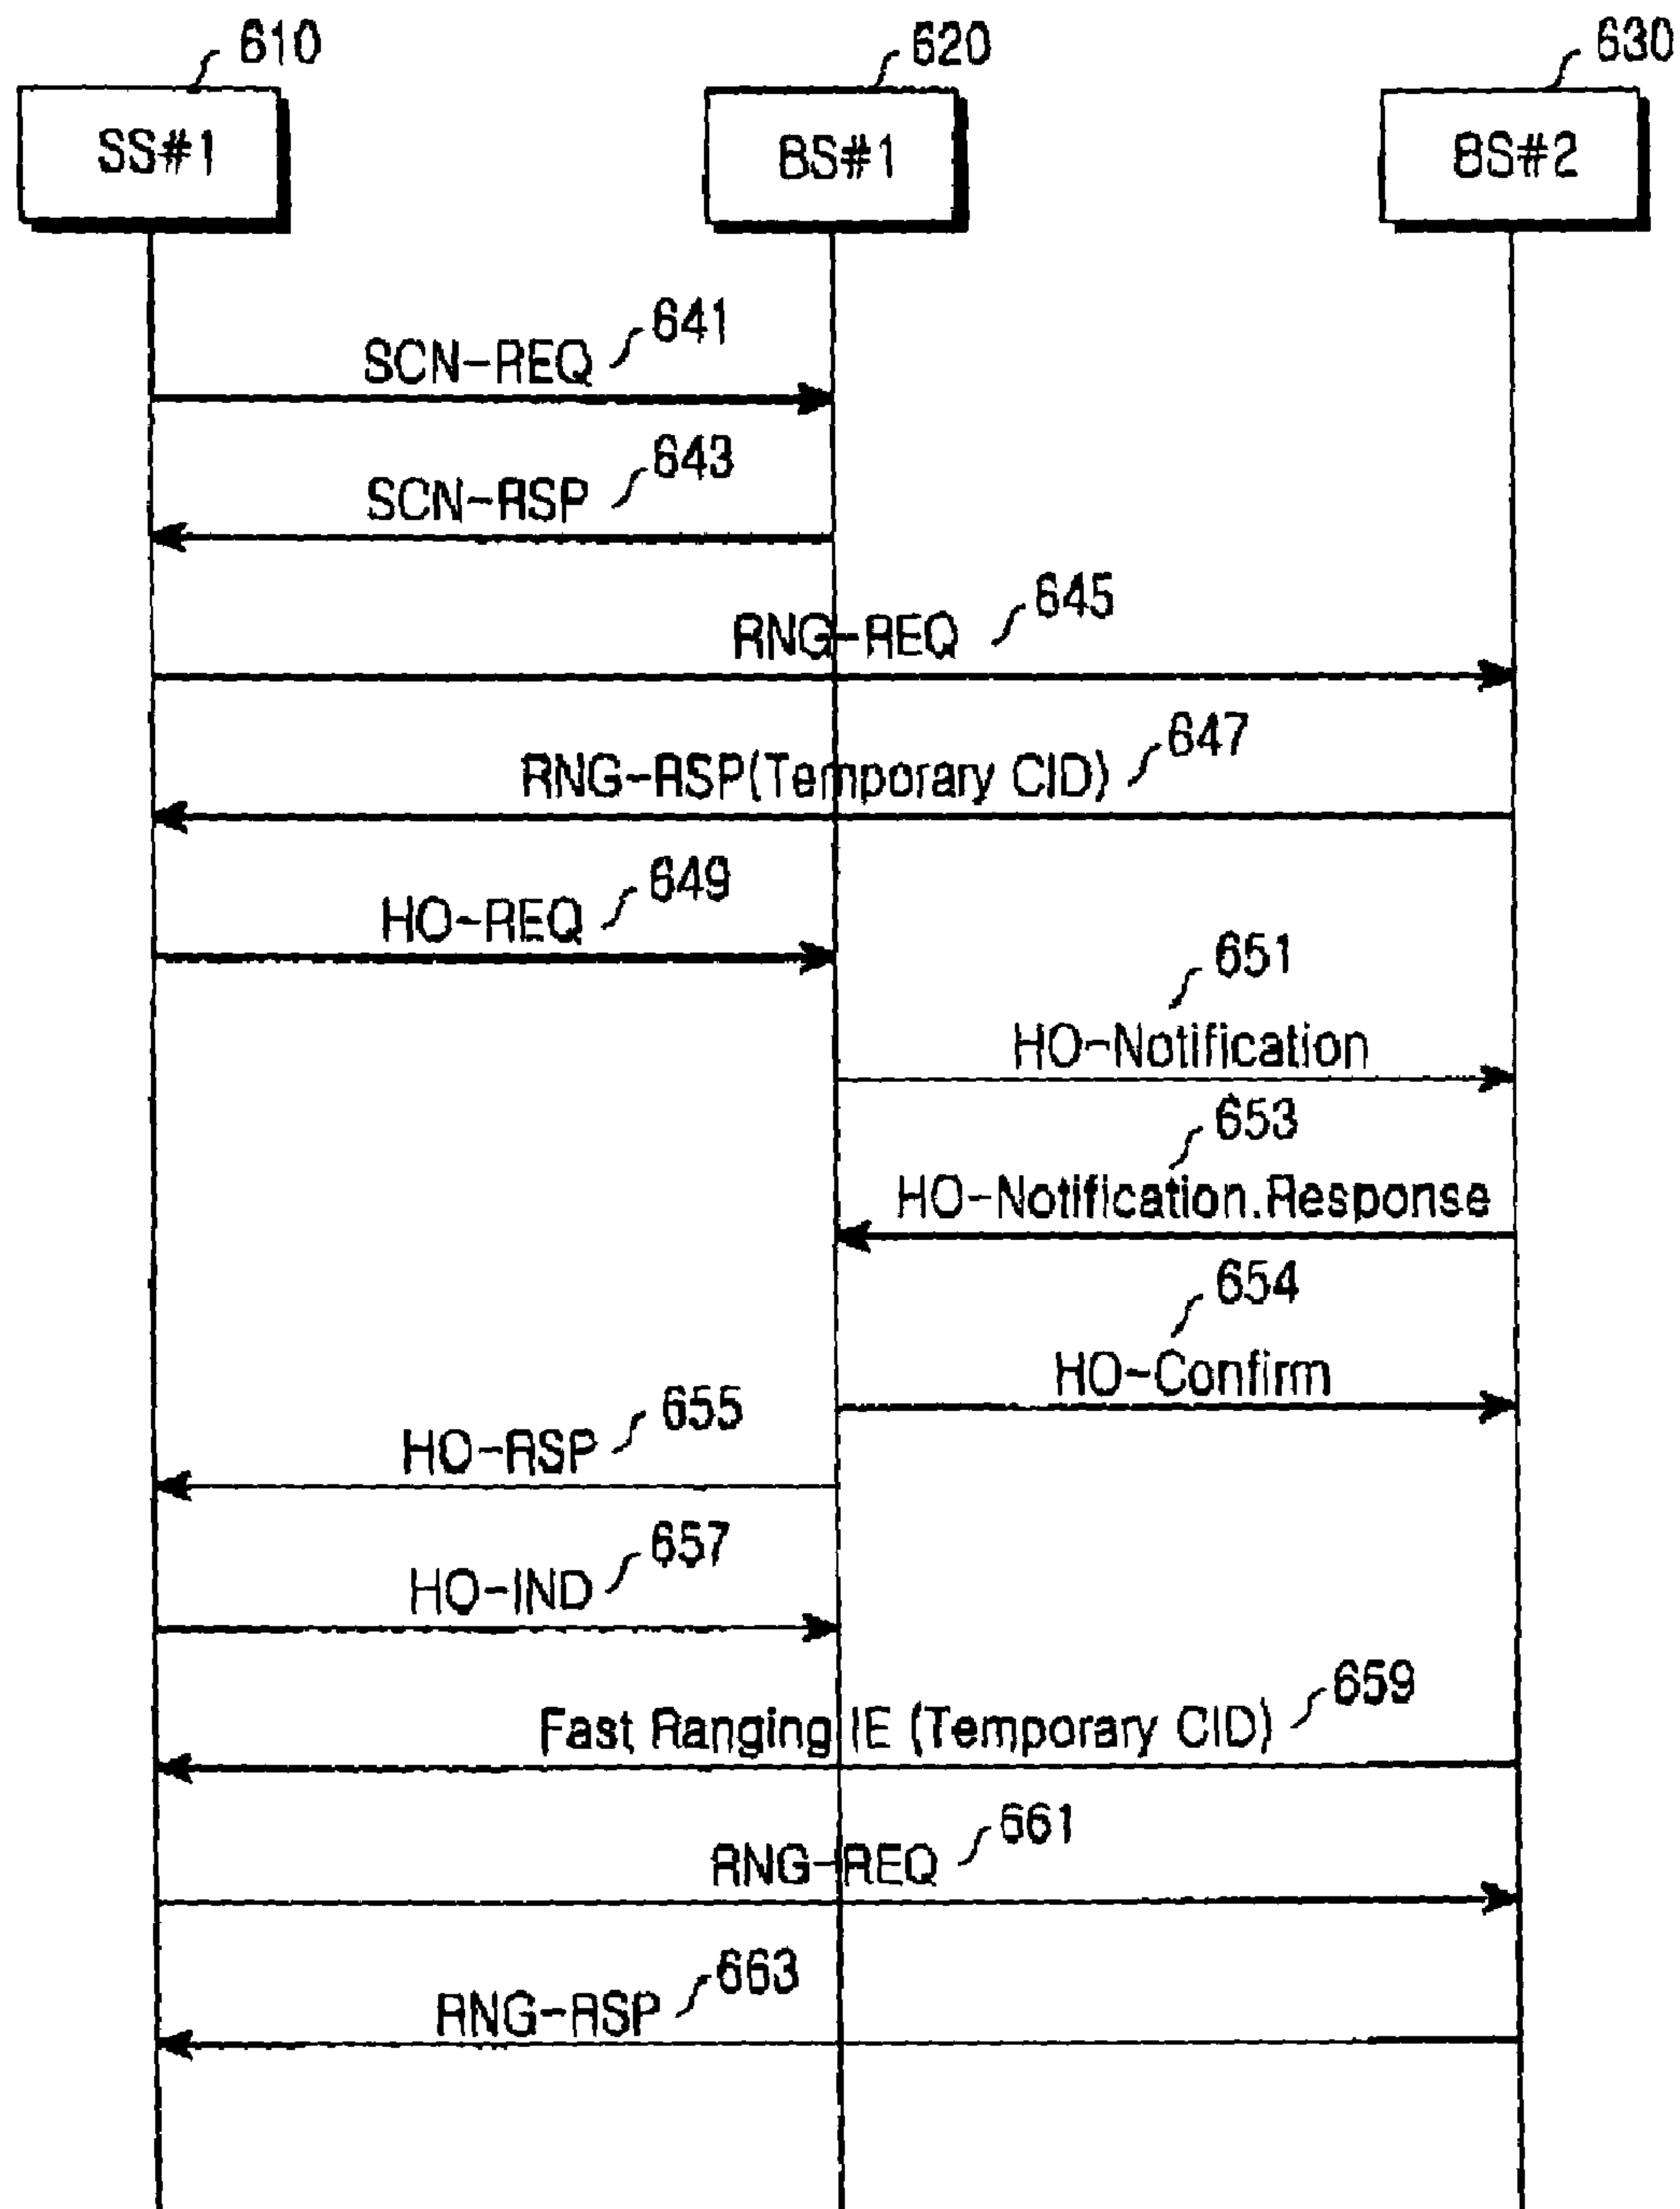 610
620
630
SS#1
BS#1
BS#2
641
SCN-REQ
643
SCN-RSP
645
RNG-REQ
647
RNG-RSP(Temporary CID)
649
HO-REQ
651
HO-Notification
653
HO-Notification.Response
654
HO-Confirm
655
HO-RSP
657
HO-IND
659
Fast Ranging IE (Temporary CID)
661
RNG-REQ
663
RNG-RSP